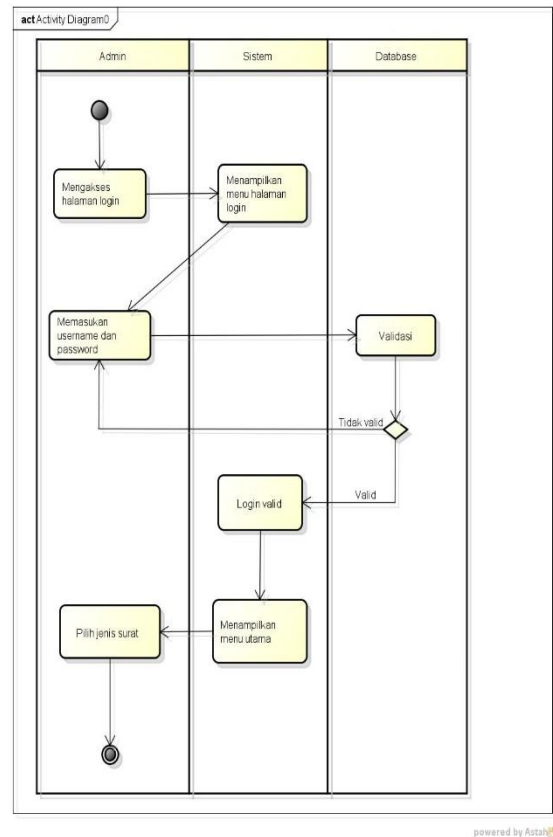 act Activity Diagram0
Admin
Sistem
Database
Mengakses
halaman login
Menampilkan
menu halaman
login
Memasukan
username dan
password
Validasi
Tidak valid
Valid
Login valid
Menampilkan
menu utama
Pilih jenis surat
powered by Astah